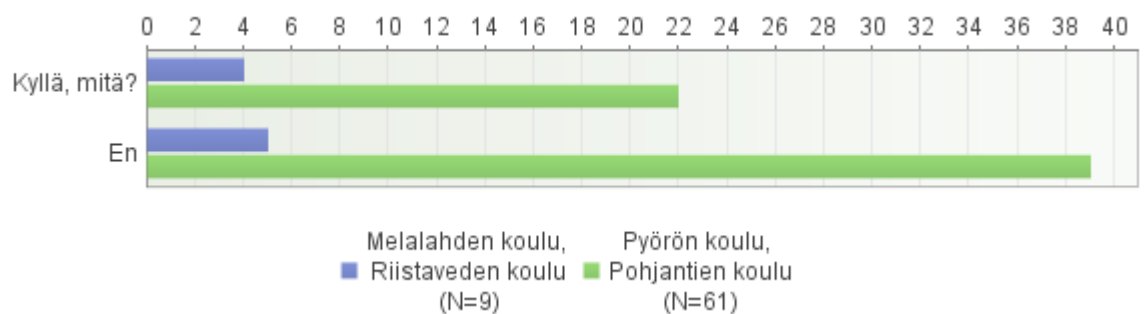 0 2 4 6 8 10 12 14 16 18 20 22 24 26 28 30 32 34 36 38 40
Kyllä, mitä?
En
Melalahden koulu,
Riistaveden koulu
(N=9)
Pyörön koulu,
Pohjantien koulu
(N=61)